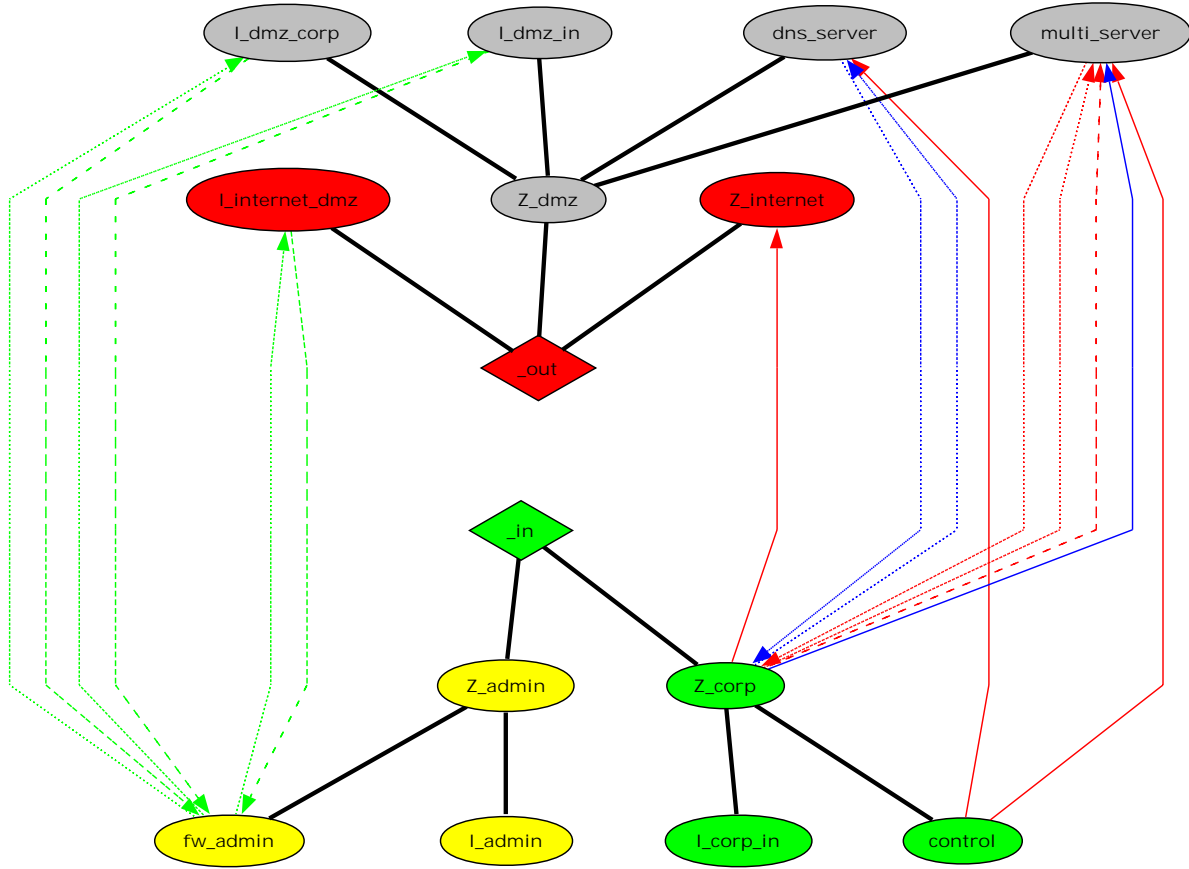 I_dmz_corp
I_dmz_in
dns_server
multi_server
I_internet_dmz
Z_dmz
Z_internet
_out
_in
Z_admin
Z_corp
fw_admin
I_admin
I_corp_in
control